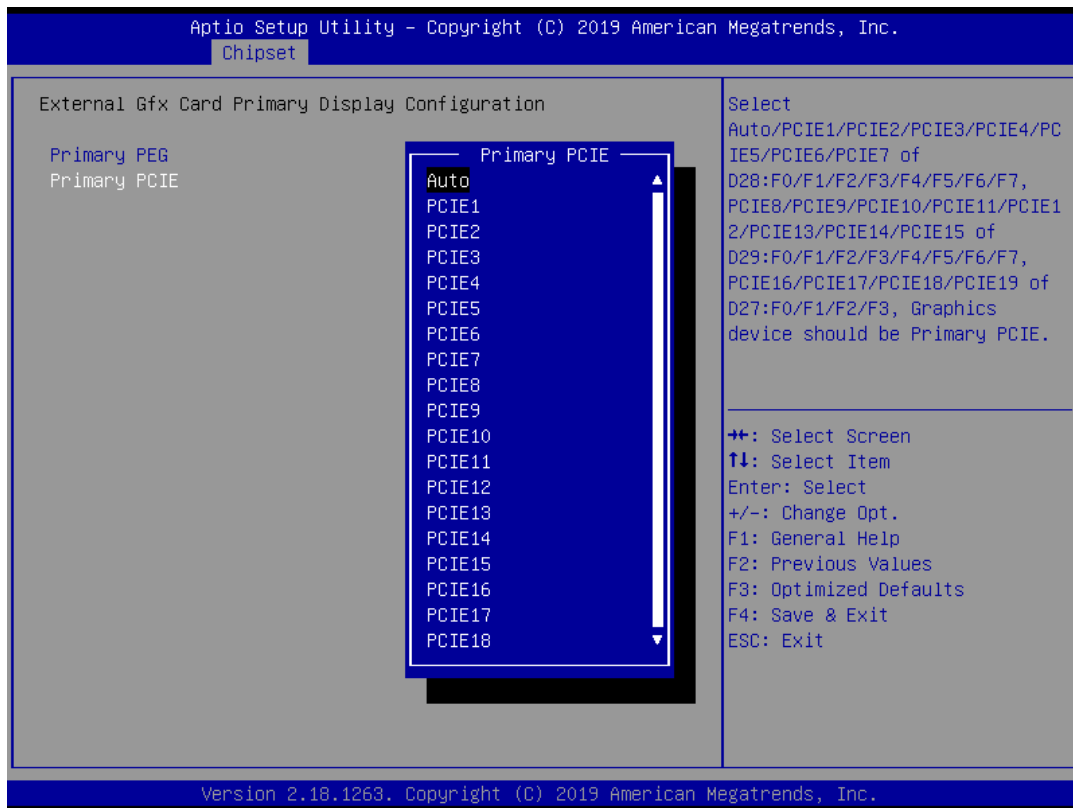 Aptio Setup Utility – Copyright (C) 2019 American Megatrends, Inc.
Chipset
External Gfx Card Primary Display Configuration
Primary PEG
Primary PCIE
Primary PCIE
Auto
PCIE1
PCIE2
PCIE3
PCIE4
PCIE5
PCIE6
PCIE7
PCIE8
PCIE9
PCIE10
PCIE11
PCIE12
PCIE13
PCIE14
PCIE15
PCIE16
PCIE17
PCIE18
Select
Auto/PCIE1/PCIE2/PCIE3/PCIE4/PC
IE5/PCIE6/PCIE7 of
D28:F0/F1/F2/F3/F4/F5/F6/F7,
PCIE8/PCIE9/PCIE10/PCIE11/PCIE1
2/PCIE13/PCIE14/PCIE15 of
D29:F0/F1/F2/F3/F4/F5/F6/F7,
PCIE16/PCIE17/PCIE18/PCIE19 of
D27:F0/F1/F2/F3, Graphics
device should be Primary PCIE.
→←: Select Screen
↑↓: Select Item
Enter: Select
+/-: Change Opt.
F1: General Help
F2: Previous Values
F3: Optimized Defaults
F4: Save & Exit
ESC: Exit
Version 2.18.1263. Copyright (C) 2019 American Megatrends, Inc.